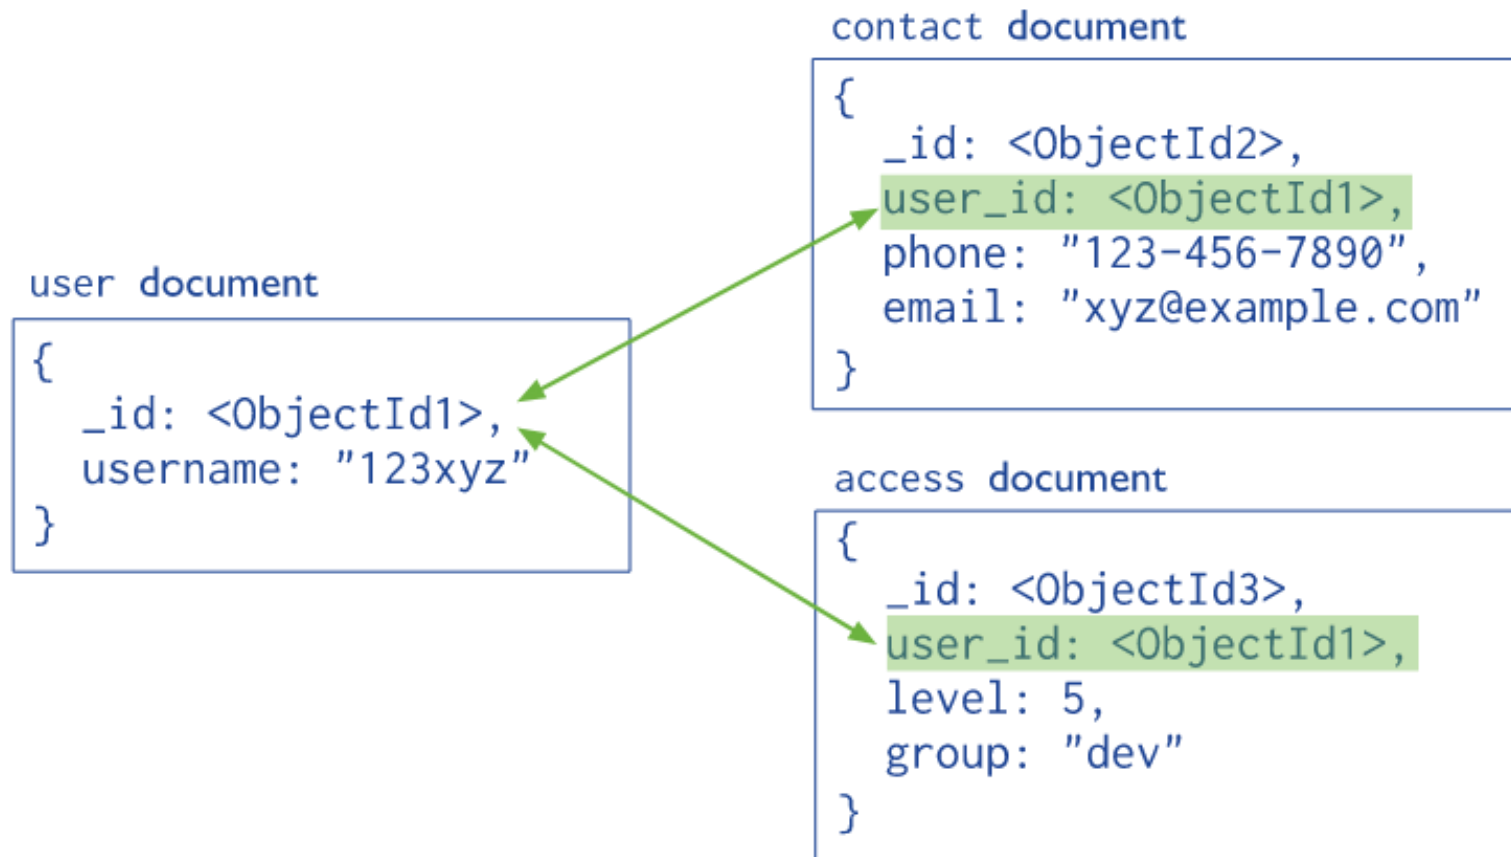 user document
{
_id: <ObjectId1>,
username: "123xyz"
}
contact document
{
_id: <ObjectId2>,
user_id: <ObjectId1>,
phone: "123-456-7890",
email: "xyz@example.com"
}
access document
{
_id: <ObjectId3>,
user_id: <ObjectId1>,
level: 5,
group: "dev"
}